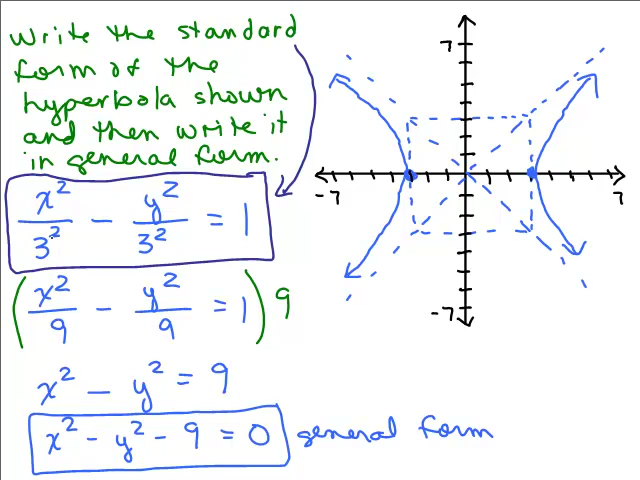 Write the standard
form of the
hyperbola shown
and then write it
in general form.
x²/3² - y²/3² = 1
(x²/9 - y²/9 = 1) 9
x² - y² = 9
x² - y² - 9 = 0 general form
7
-7 7
-7